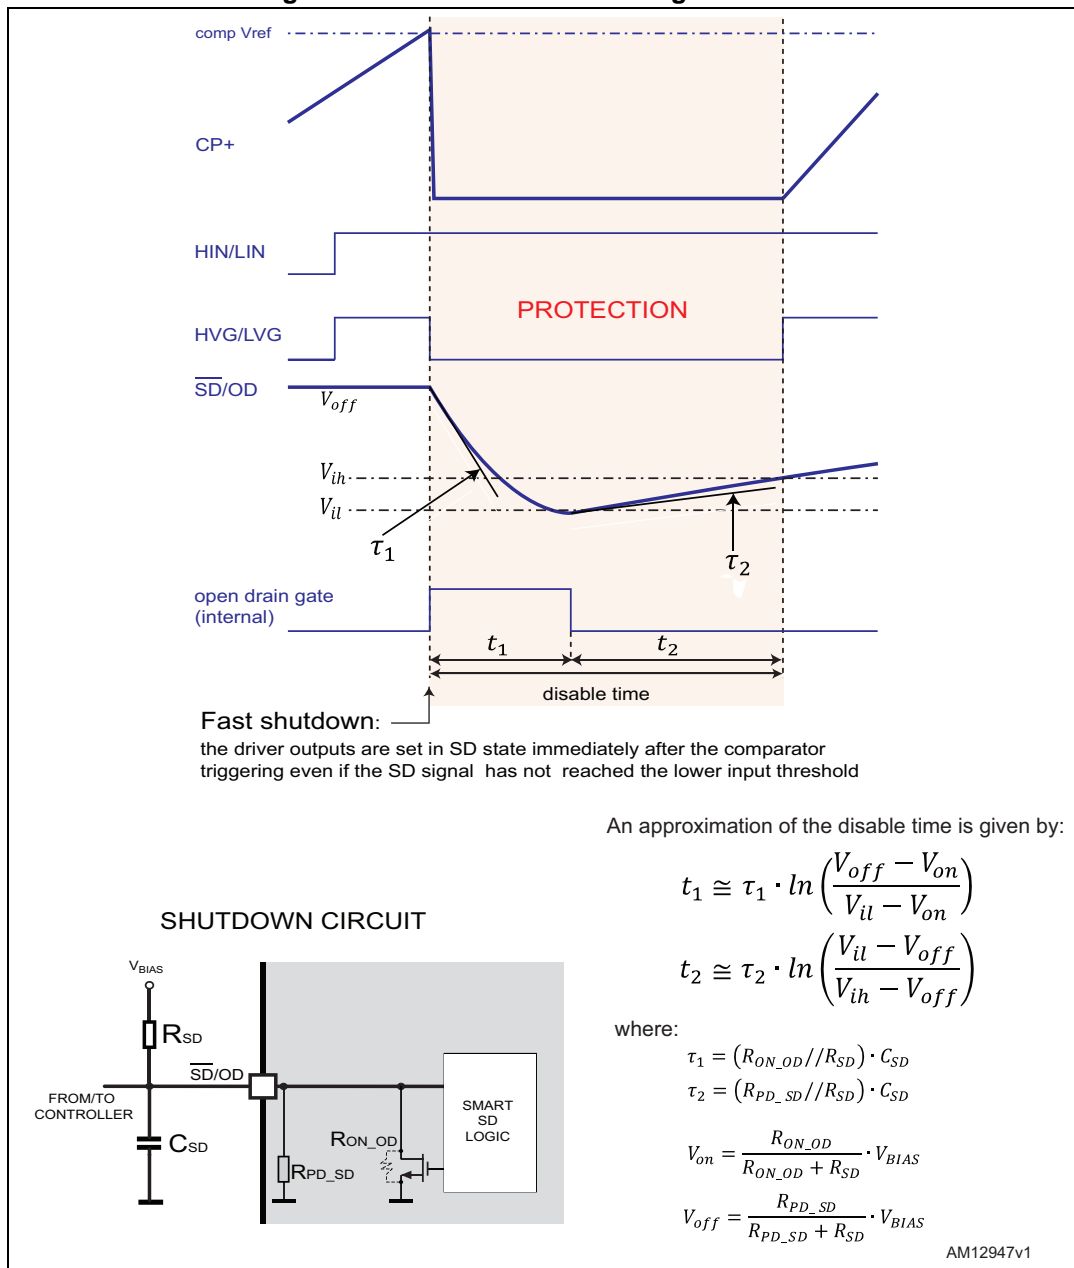 comp Vref
CP+
HIN/LIN
PROTECTION
HVG/LVG
SD/OD
V_off
V_ih
V_il
τ_1
τ_2
open drain gate
(internal)
t_1
t_2
disable time
Fast shutdown:
the driver outputs are set in SD state immediately after the comparator
triggering even if the SD signal has not reached the lower input threshold
An approximation of the disable time is given by:
t_1 ≅ τ_1 · ln ((V_off − V_on) / (V_il − V_on))
t_2 ≅ τ_2 · ln ((V_il − V_off) / (V_ih − V_off))
where:
τ_1 = (R_ON_OD//R_SD) · C_SD
τ_2 = (R_PD_SD//R_SD) · C_SD
V_on = R_ON_OD / (R_ON_OD + R_SD) · V_BIAS
V_off = R_PD_SD / (R_PD_SD + R_SD) · V_BIAS
SHUTDOWN CIRCUIT
VBIAS
RSD
SD/OD
FROM/TO
CONTROLLER
CSD
RON_OD
RPD_SD
SMART
SD
LOGIC
AM12947v1